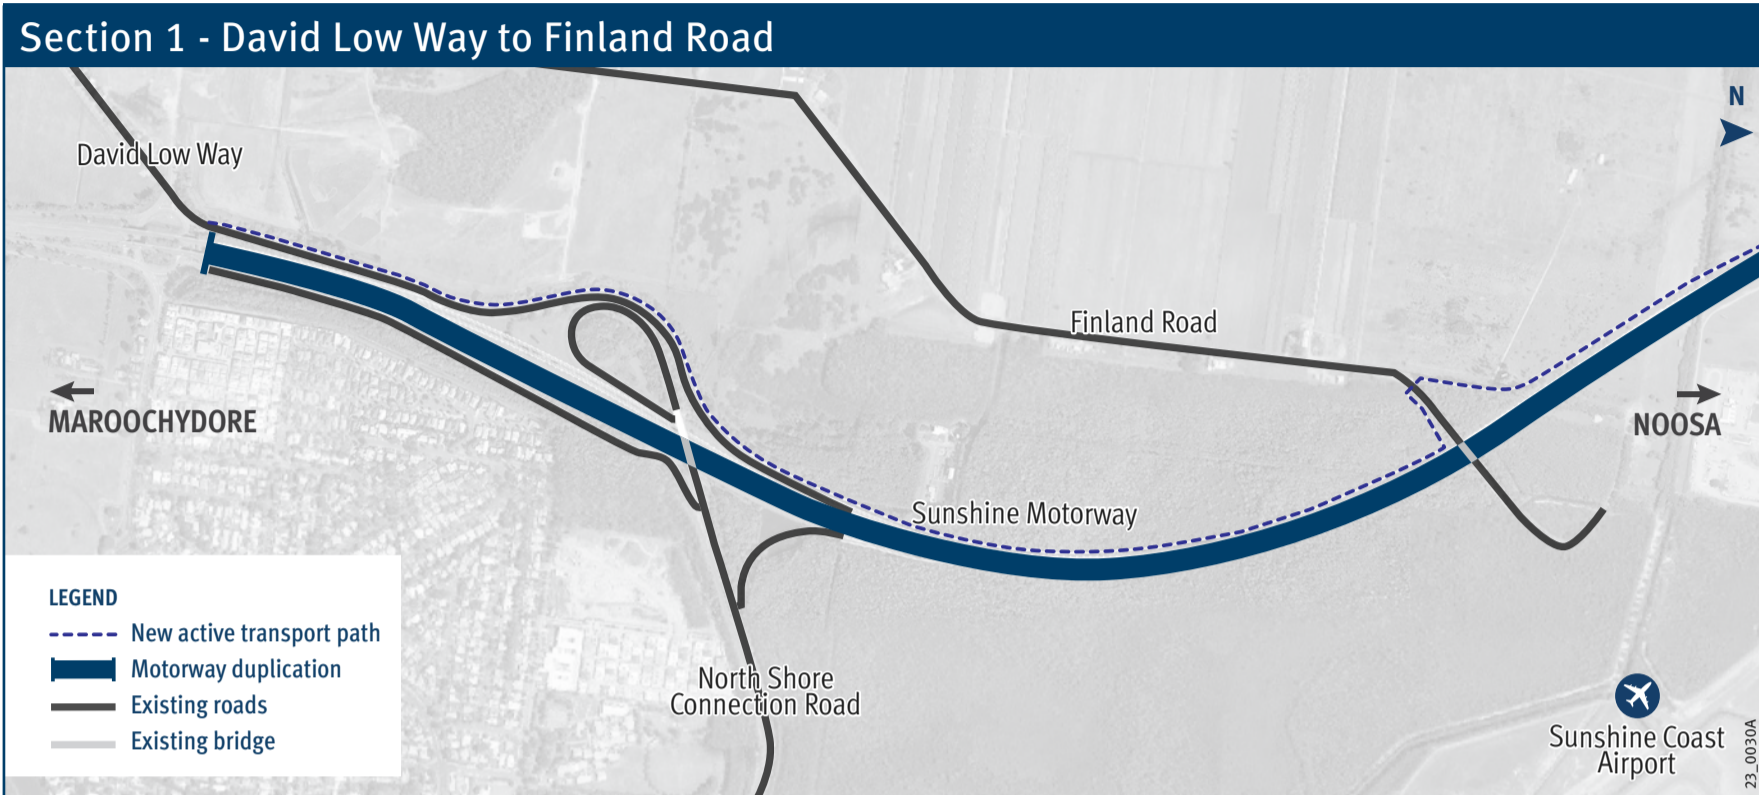 Section 1 - David Low Way to Finland Road
N
David Low Way
Finland Road
MAROOCHYDORE
NOOSA
Sunshine Motorway
LEGEND
New active transport path
Motorway duplication
Existing roads
Existing bridge
North Shore
Connection Road
Sunshine Coast
Airport
23_0030A